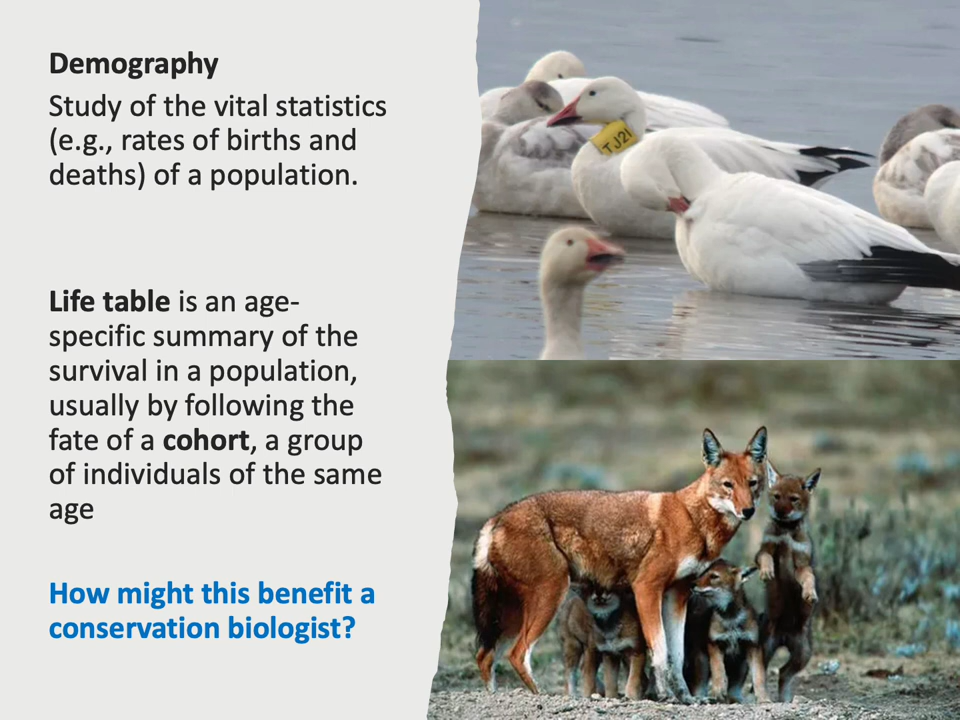 Demography
Study of the vital statistics
(e.g., rates of births and
deaths) of a population.
Life table is an age-
specific summary of the
survival in a population,
usually by following the
fate of a cohort, a group
of individuals of the same
age
How might this benefit a
conservation biologist?
TJ21